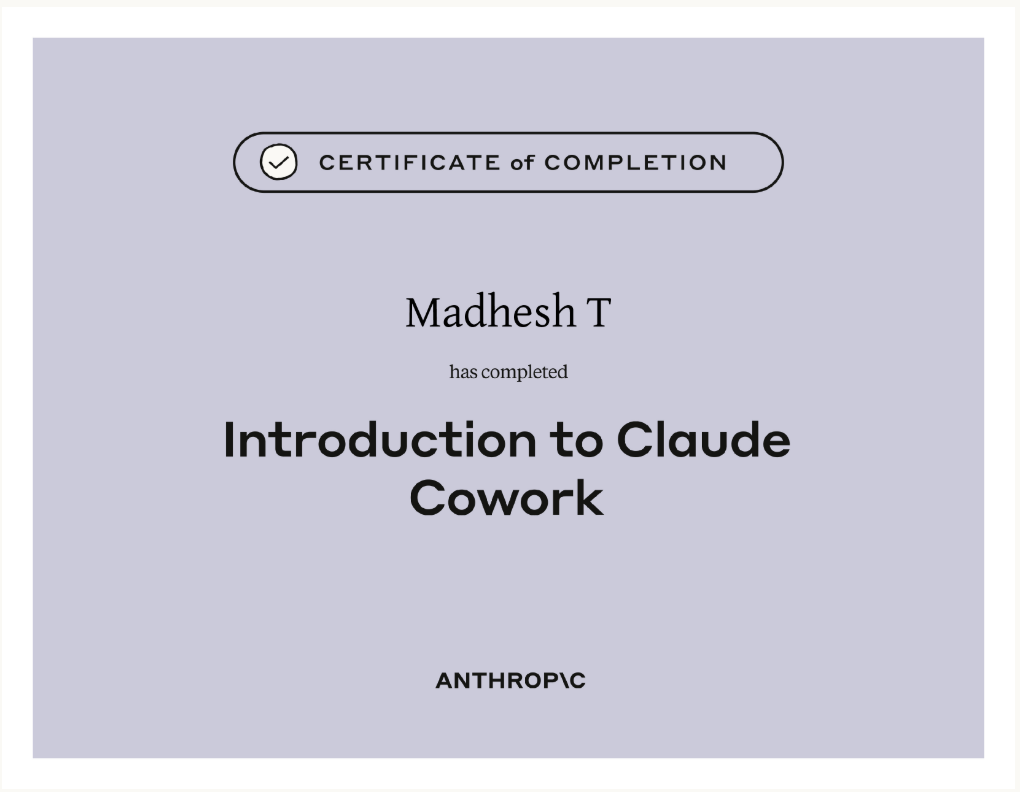 CERTIFICATE of COMPLETION
Madhesh T
has completed
Introduction to Claude
Cowork
ANTHROP\C